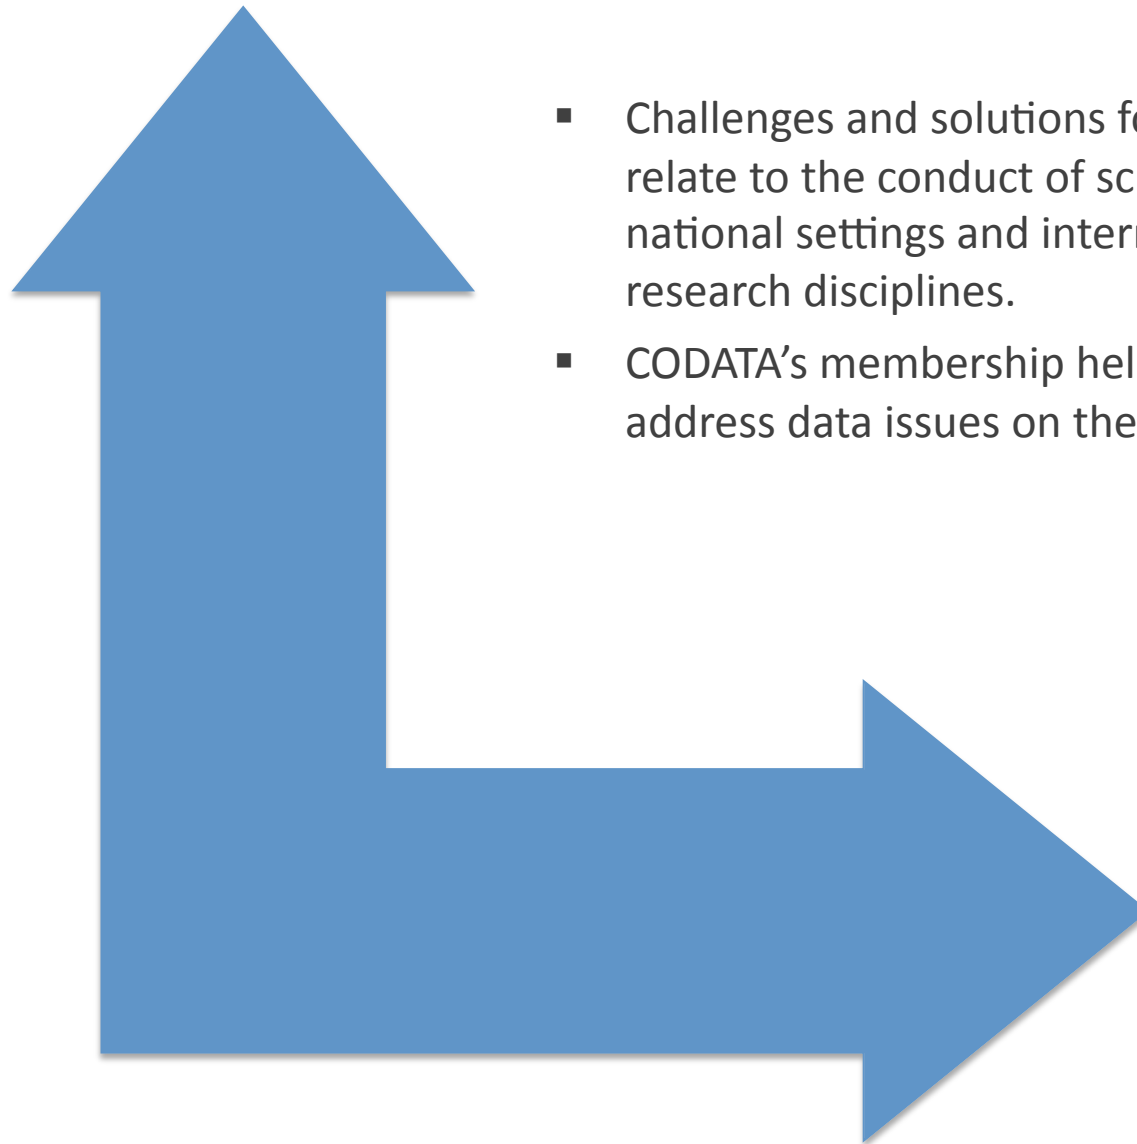 ▪ Challenges and solutions fo
relate to the conduct of sc
national settings and inter
research disciplines.
▪ CODATA’s membership hel
address data issues on the